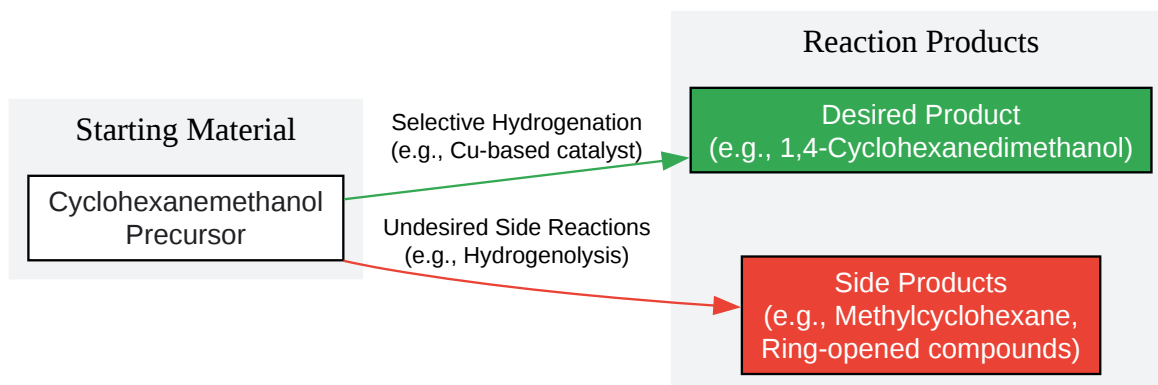 Reaction Products
Starting Material
Selective Hydrogenation
(e.g., Cu-based catalyst)
Desired Product
(e.g., 1,4-Cyclohexanedimethanol)
Cyclohexanemethanol
Precursor
Undesired Side Reactions
(e.g., Hydrogenolysis)
Side Products
(e.g., Methylcyclohexane,
Ring-opened compounds)